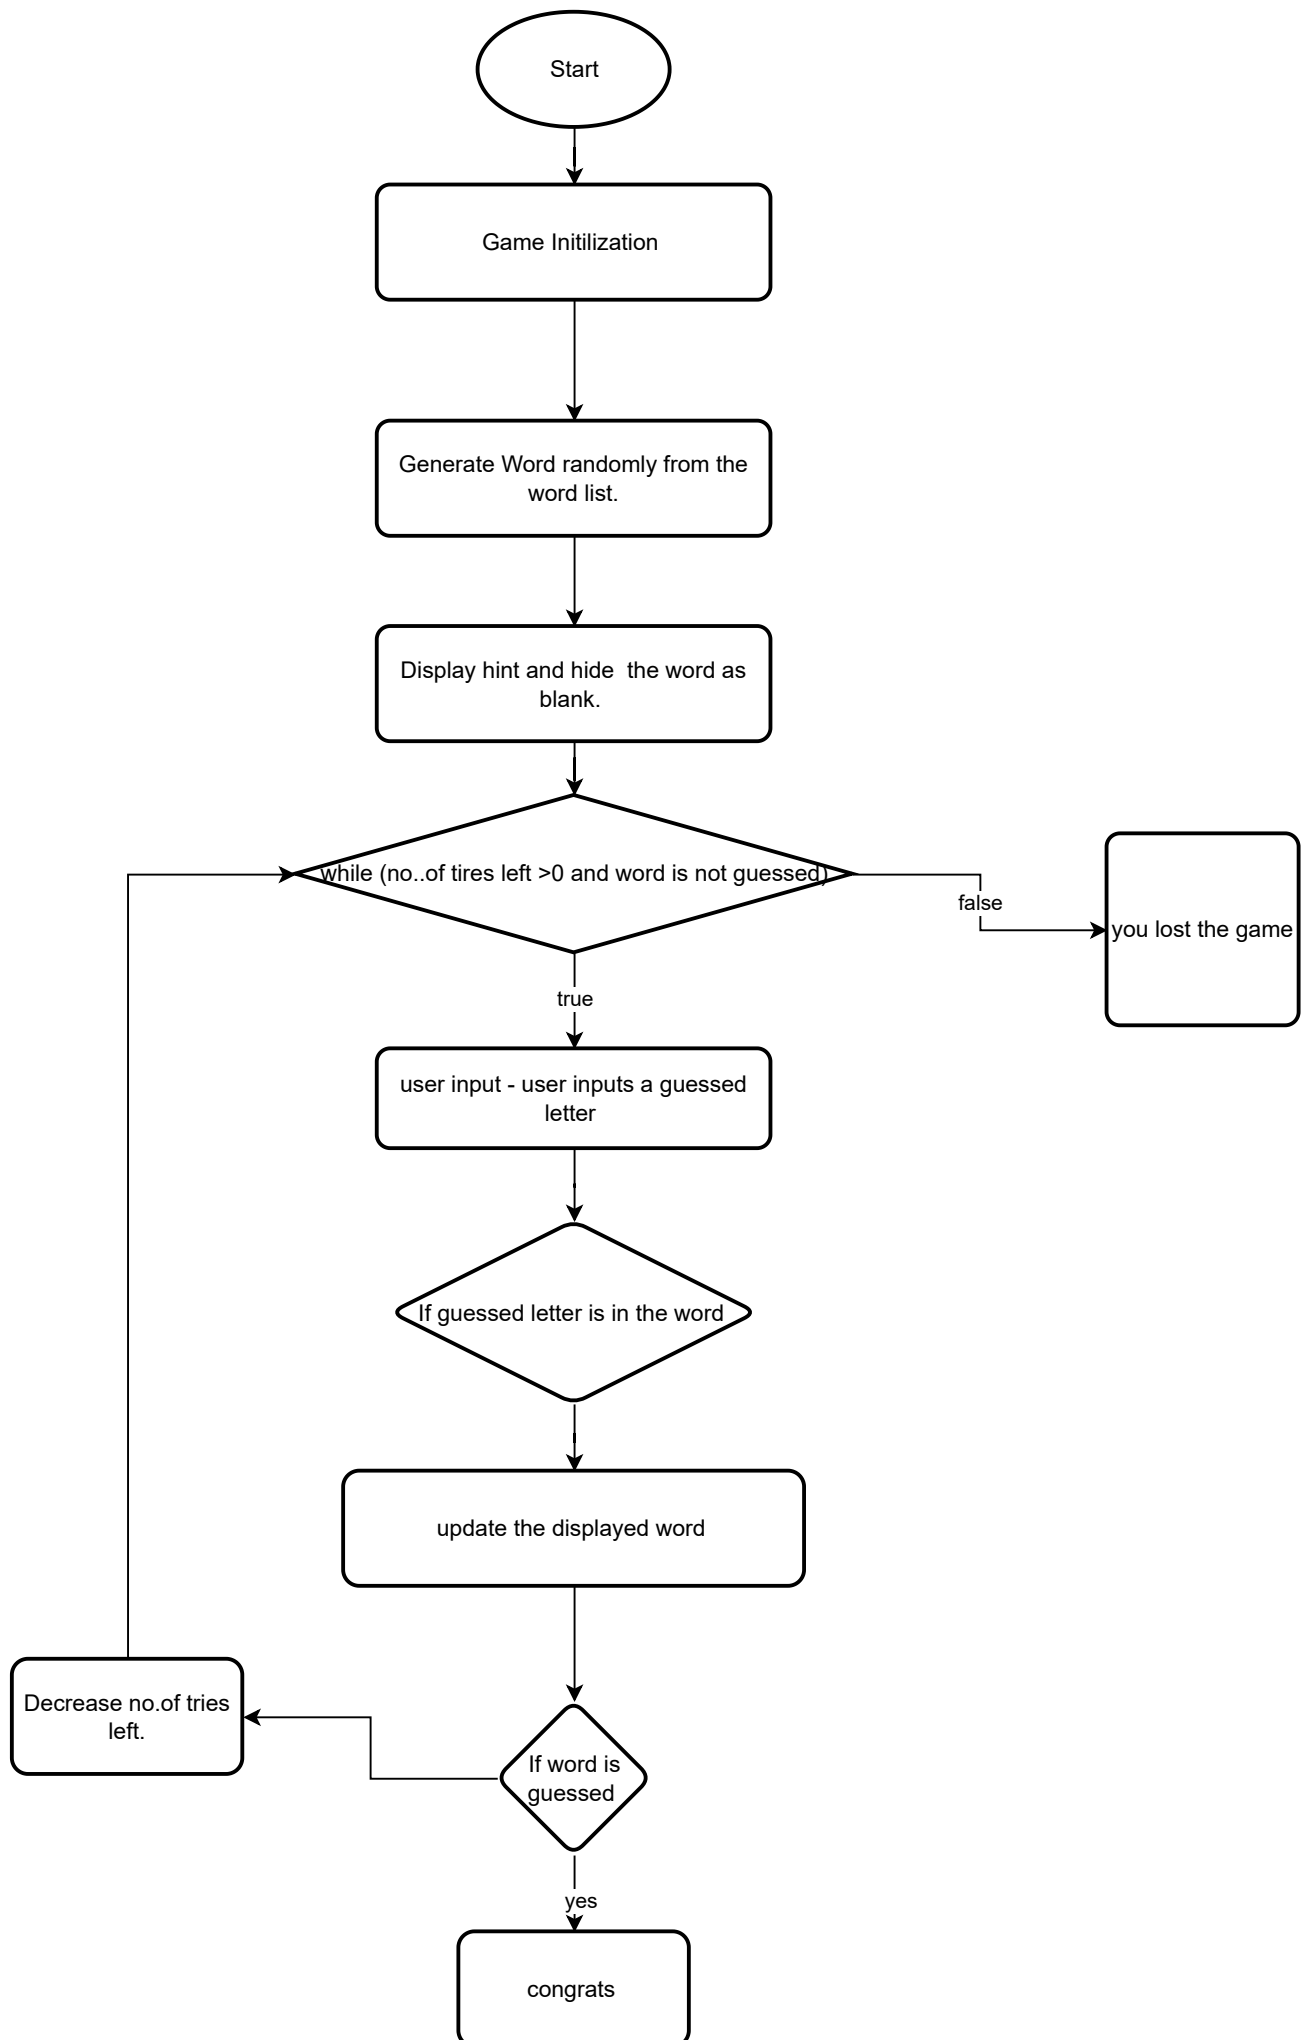 Start
Game Initilization
Generate Word randomly from the
word list.
Display hint and hide  the word as
blank.
while (no..of tires left >0 and word is not guessed)
false
you lost the game
true
user input - user inputs a guessed
letter
If guessed letter is in the word
update the displayed word
Decrease no.of tries
left.
If word is
guessed
yes
congrats